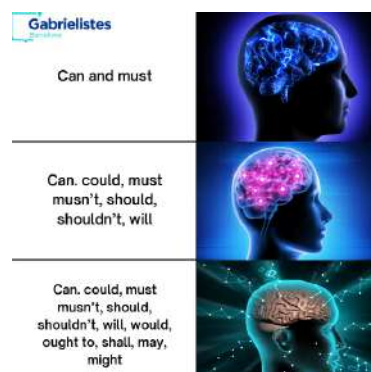 Gabrielistes
Barcelona
Can and must
Can. could, must
musn't, should,
shouldn't, will
Can. could, must
musn't, should,
shouldn't, will, would,
ought to, shall, may,
might